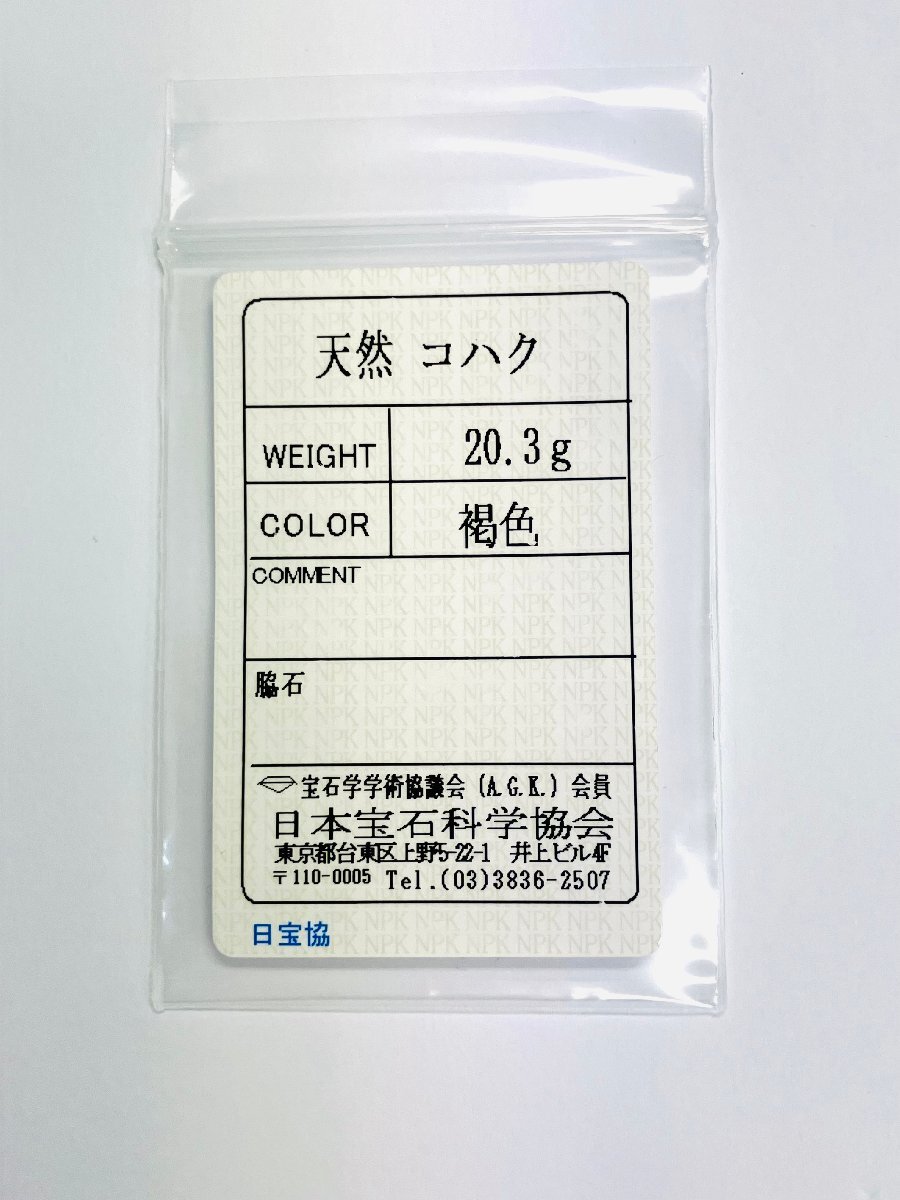 天然 コハク
WEIGHT 20.3g
COLOR 褐色
COMMENT
脇石
宝石学学術協議会（A.G.K.）会員
日本宝石科学協会
東京都台東区上野5-22-1 井上ビル4F
〒110-0005 Tel.(03)3836-2507
日宝協